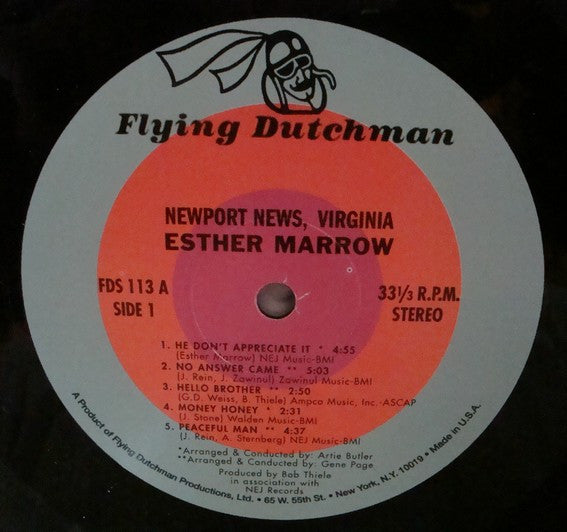 Flying Dutchman
NEWPORT NEWS, VIRGINIA
ESTHER MARROW
FDS 113 A
SIDE 1
33⅓ R.P.M.
STEREO
1. HE DON'T APPRECIATE IT * 4:55
(Esther Marrow) NEJ Music-BMI
2. NO ANSWER CAME ** 5:03
(J. Rein, J. Zawinul) Zawinul Music-BMI
3. HELLO BROTHER ** 2:50
(G.D. Weiss, B. Thiele) Ampco Music, Inc.-ASCAP
4. MONEY HONEY * 2:31
(J. Stone) Walden Music-BMI
5. PEACEFUL MAN ** 4:37
(J. Rein, A. Sternberg) NEJ Music-BMI
*Arranged & Conducted by: Artie Butler
**Arranged & Conducted by: Gene Page
Produced by Bob Thiele
in association with
NEJ Records
A Product of Flying Dutchman Productions, Ltd. • 65 W. 55th St. • New York, N.Y. 10019 • Made in U.S.A.